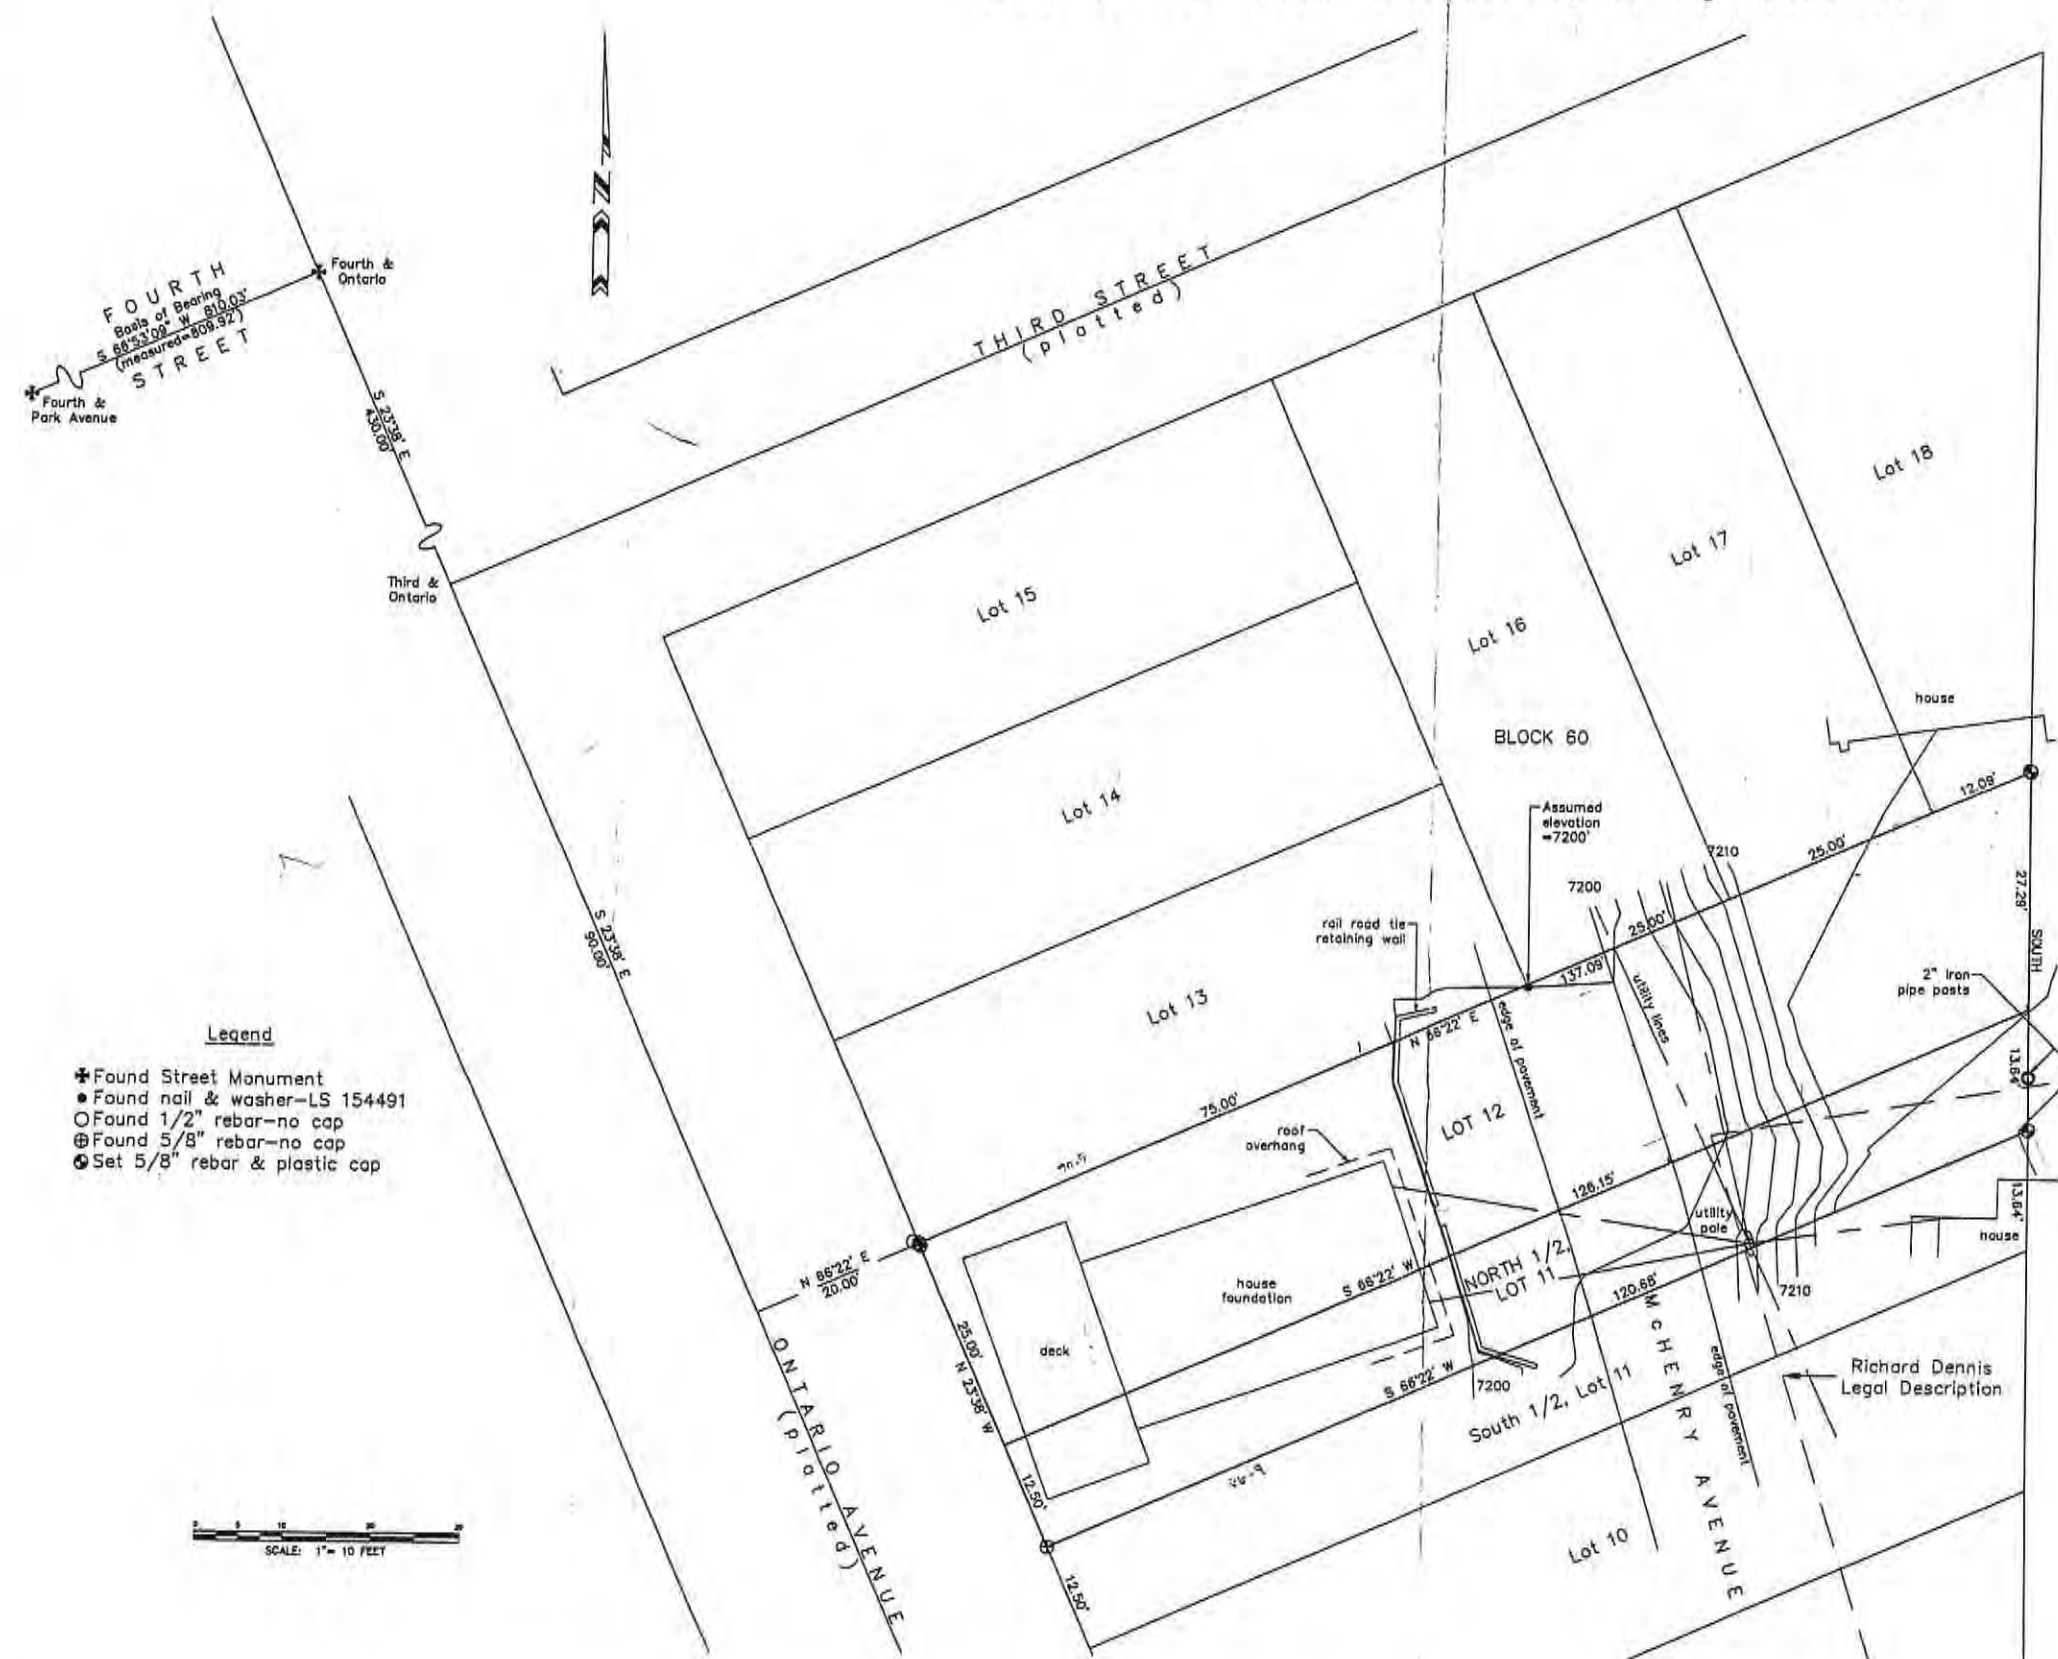 FOURTH
Basis of Bearing
S 66°53'09" W 810.03'
(measured=809.92')
STREET
Fourth &
Ontario
Fourth &
Park Avenue
S 23°38' E
430.00'
Third &
Ontario
THIRD STREET
(platted)
Lot 18
Lot 17
Lot 16
Lot 15
Lot 14
Lot 13
BLOCK 60
house
12.09'
Assumed
elevation
=7200'
7210
25.00'
7200
25.00'
27.29'
SOUTH
rail road tie
retaining wall
137.09'
utility lines
2" iron
pipe posts
N 66°22' E
edge of pavement
S 23°38' E
90.00'
Legend
Found Street Monument
Found nail & washer-LS 154491
Found 1/2" rebar-no cap
Found 5/8" rebar-no cap
Set 5/8" rebar & plastic cap
75.00'
LOT 12
13.64'
roof
overhang
126.15'
utility
pole
13.64'
house
N 66°22' E
20.00'
house
foundation
S 66°22' W
NORTH 1/2,
LOT 11
120.68'
7210
25.00'
N 23°38' W
deck
S 66°22' W
7200
South 1/2, Lot 11
McHENRY AVENUE
edge of pavement
Richard Dennis
Legal Description
ONTARIO AVENUE
(platted)
12.50'
Lot 10
12.50'
SCALE: 1"= 10 FEET